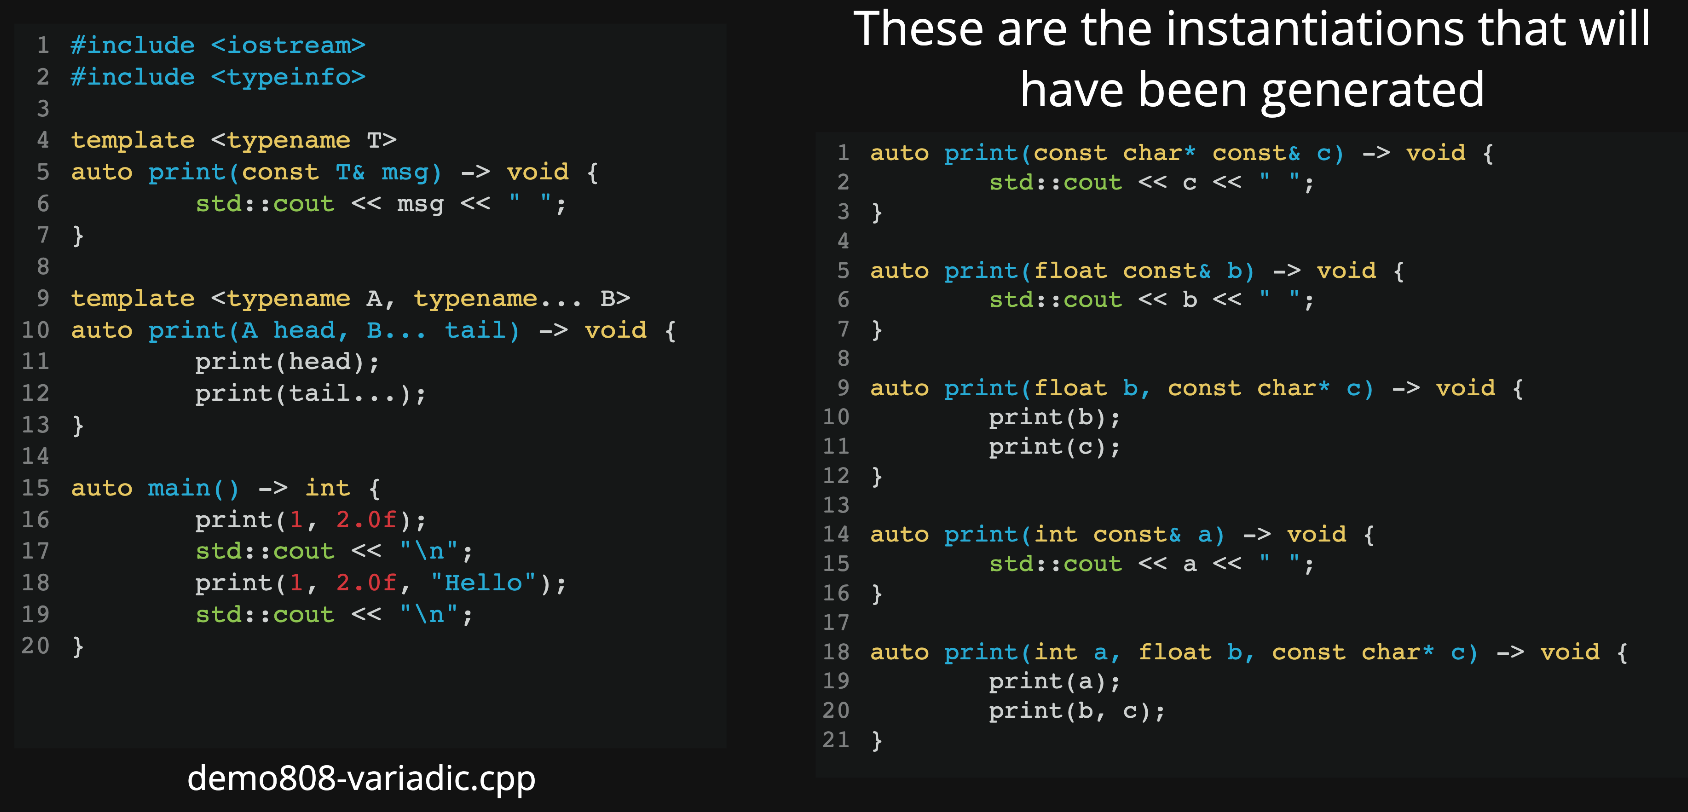 1 #include <iostream>
2 #include <typeinfo>
3
4 template <typename T>
5 auto print(const T& msg) -> void {
6         std::cout << msg << " ";
7 }
8
9 template <typename A, typename... B>
10 auto print(A head, B... tail) -> void {
11         print(head);
12         print(tail...);
13 }
14
15 auto main() -> int {
16         print(1, 2.0f);
17         std::cout << "\n";
18         print(1, 2.0f, "Hello");
19         std::cout << "\n";
20 }
demo808-variadic.cpp
These are the instantiations that will
have been generated
1 auto print(const char* const& c) -> void {
2         std::cout << c << " ";
3 }
4
5 auto print(float const& b) -> void {
6         std::cout << b << " ";
7 }
8
9 auto print(float b, const char* c) -> void {
10         print(b);
11         print(c);
12 }
13
14 auto print(int const& a) -> void {
15         std::cout << a << " ";
16 }
17
18 auto print(int a, float b, const char* c) -> void {
19         print(a);
20         print(b, c);
21 }